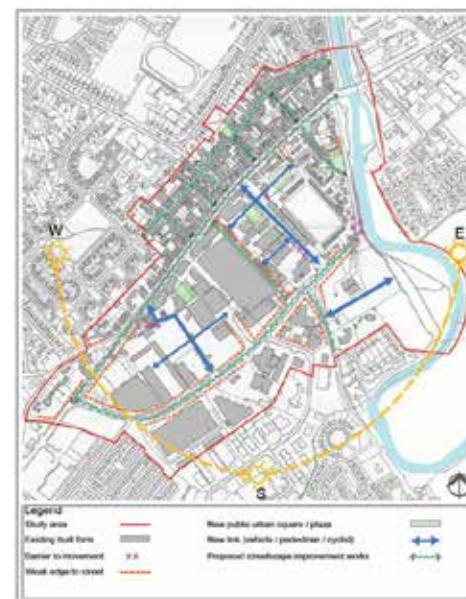 W
E
S
Legend
Study area
Existing built form
Barrier to movement
Weak edge to street
New public urban square / plaza
New link (vehicle / pedestrian / cyclist)
Proposed streetscape improvement works